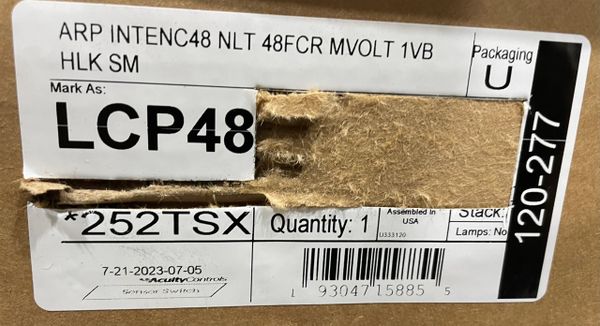 ARP INTENC48 NLT 48FCR MVOLT 1VB
HLK SM
Packaging
U
Mark As:
LCP48
120-277
*252TSX
Quantity: 1
Assembled In
USA
U333120
Stack:
Lamps: No
7-21-2023-07-05
AcuityControls
Sensor Switch
1 93047 15885 5